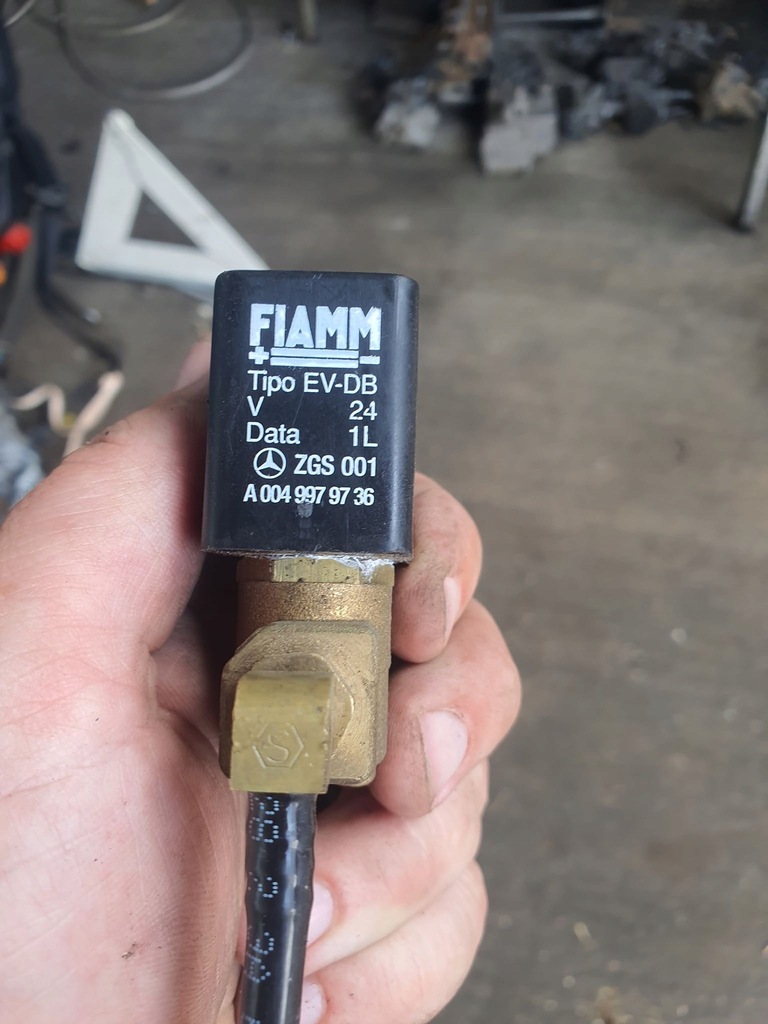 FIAMM
Tipo EV-DB
V 24
Data 1L
ZGS 001
A 004 997 97 36
S